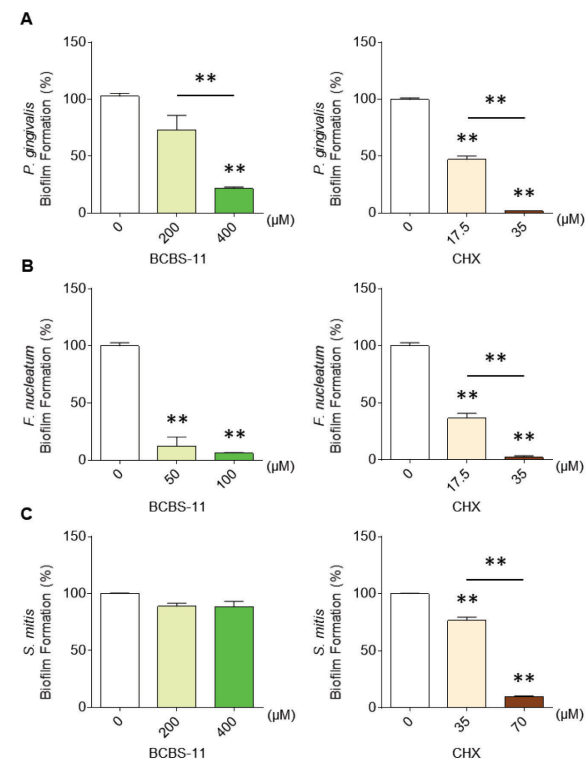 A
P. gingivalis
Biofilm Formation (%)
150
100
50
0
**
**
0
200
400
(μM)
BCBS-11
P. gingivalis
Biofilm Formation (%)
150
100
50
0
**
**
**
0
17.5
35
(μM)
CHX
B
F. nucleatum
Biofilm Formation (%)
150
100
50
0
**
**
0
50
100
(μM)
BCBS-11
F. nucleatum
Biofilm Formation (%)
150
100
50
0
**
**
**
0
17.5
35
(μM)
CHX
C
S. mitis
Biofilm Formation (%)
150
100
50
0
0
200
400
(μM)
BCBS-11
S. mitis
Biofilm Formation (%)
150
100
50
0
**
**
**
0
35
70
(μM)
CHX